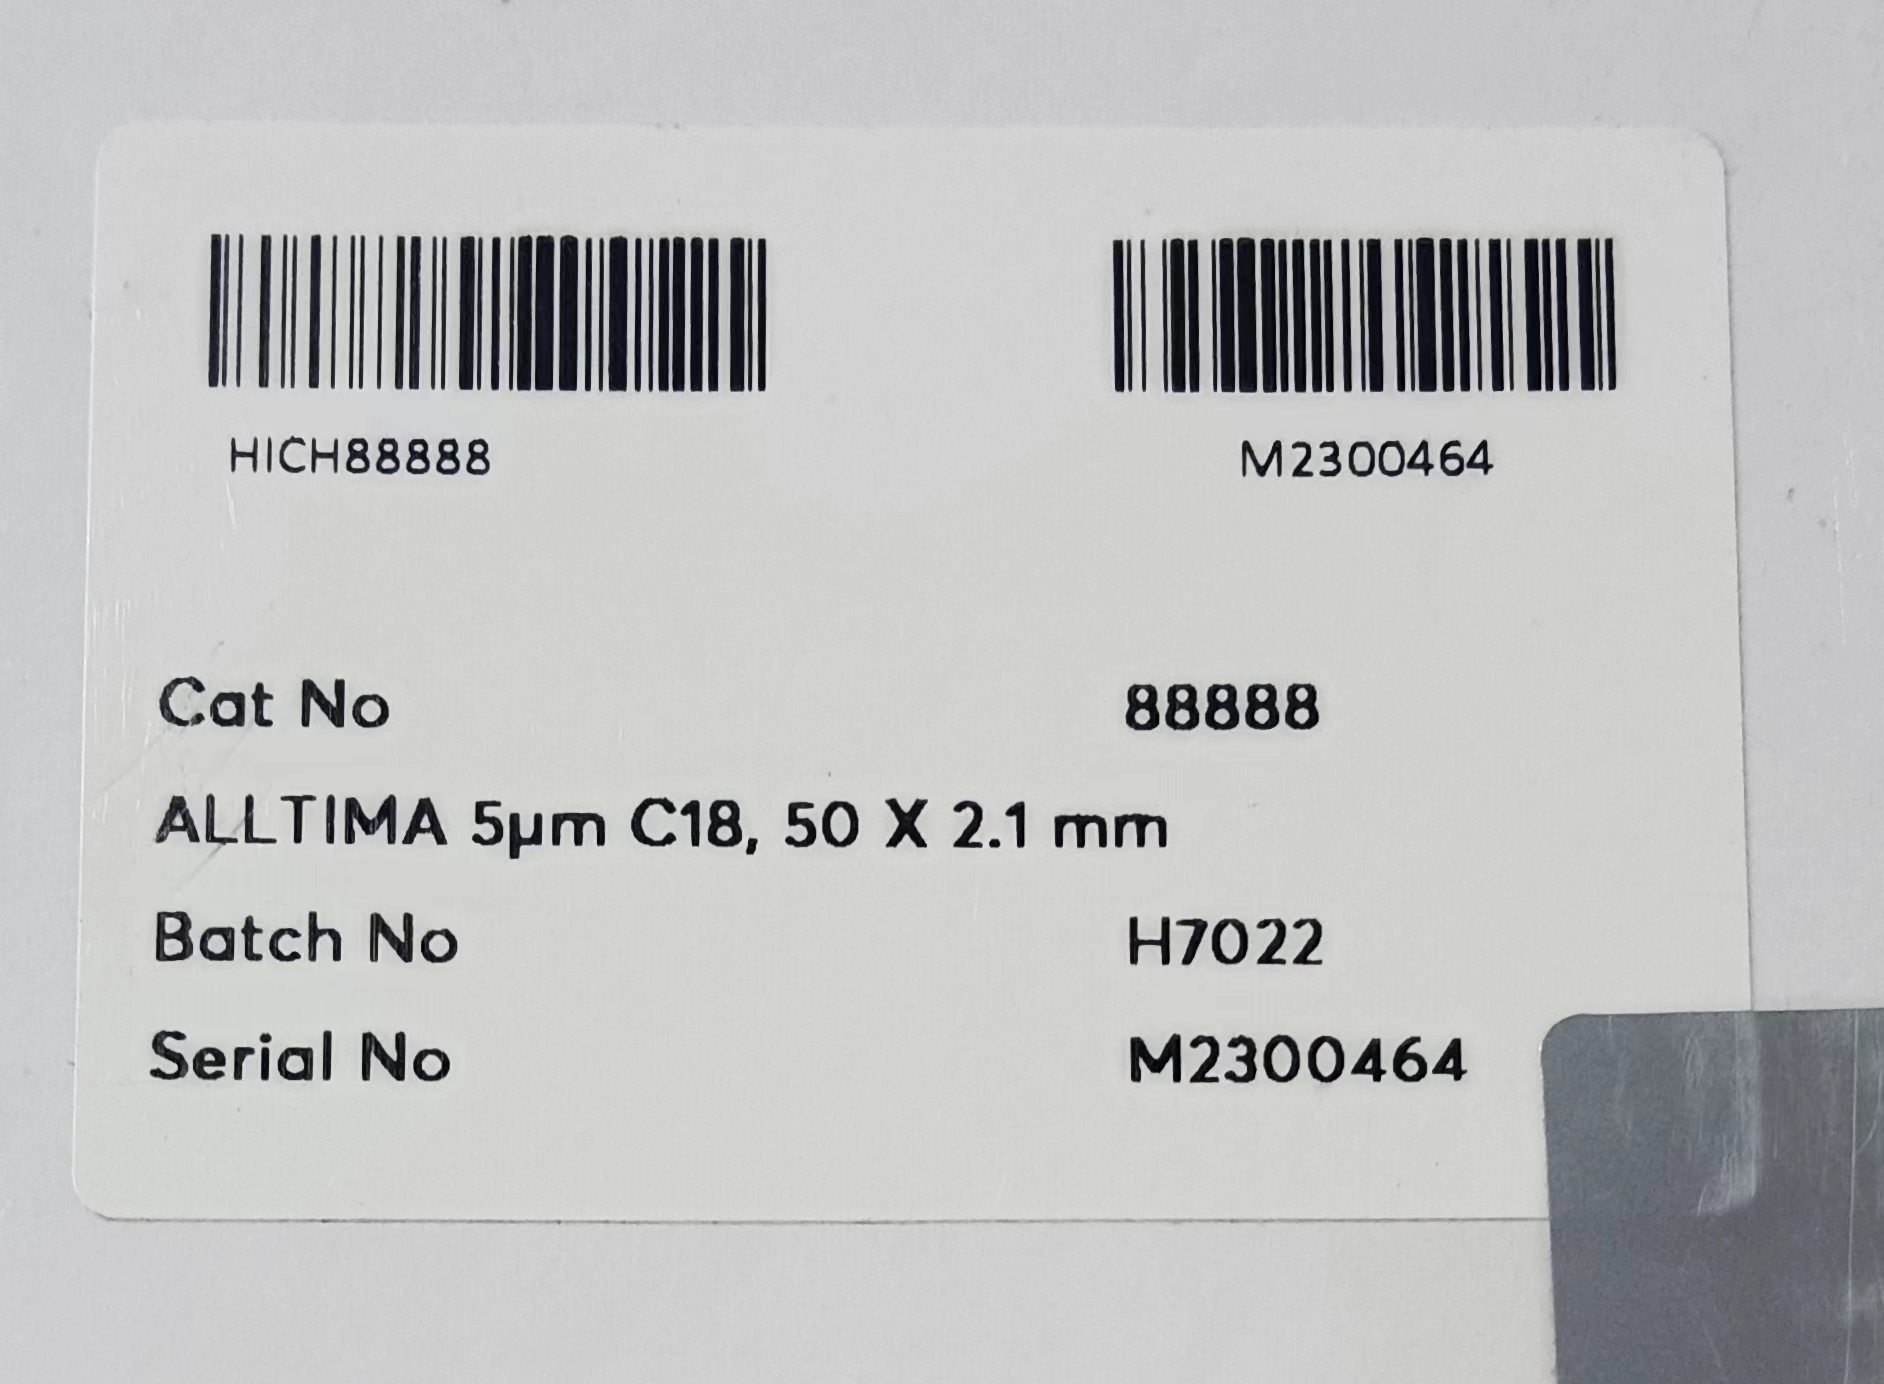 HICH88888 M2300464
Cat No 88888
ALLTIMA 5µm C18, 50 X 2.1 mm
Batch No H7022
Serial No M2300464